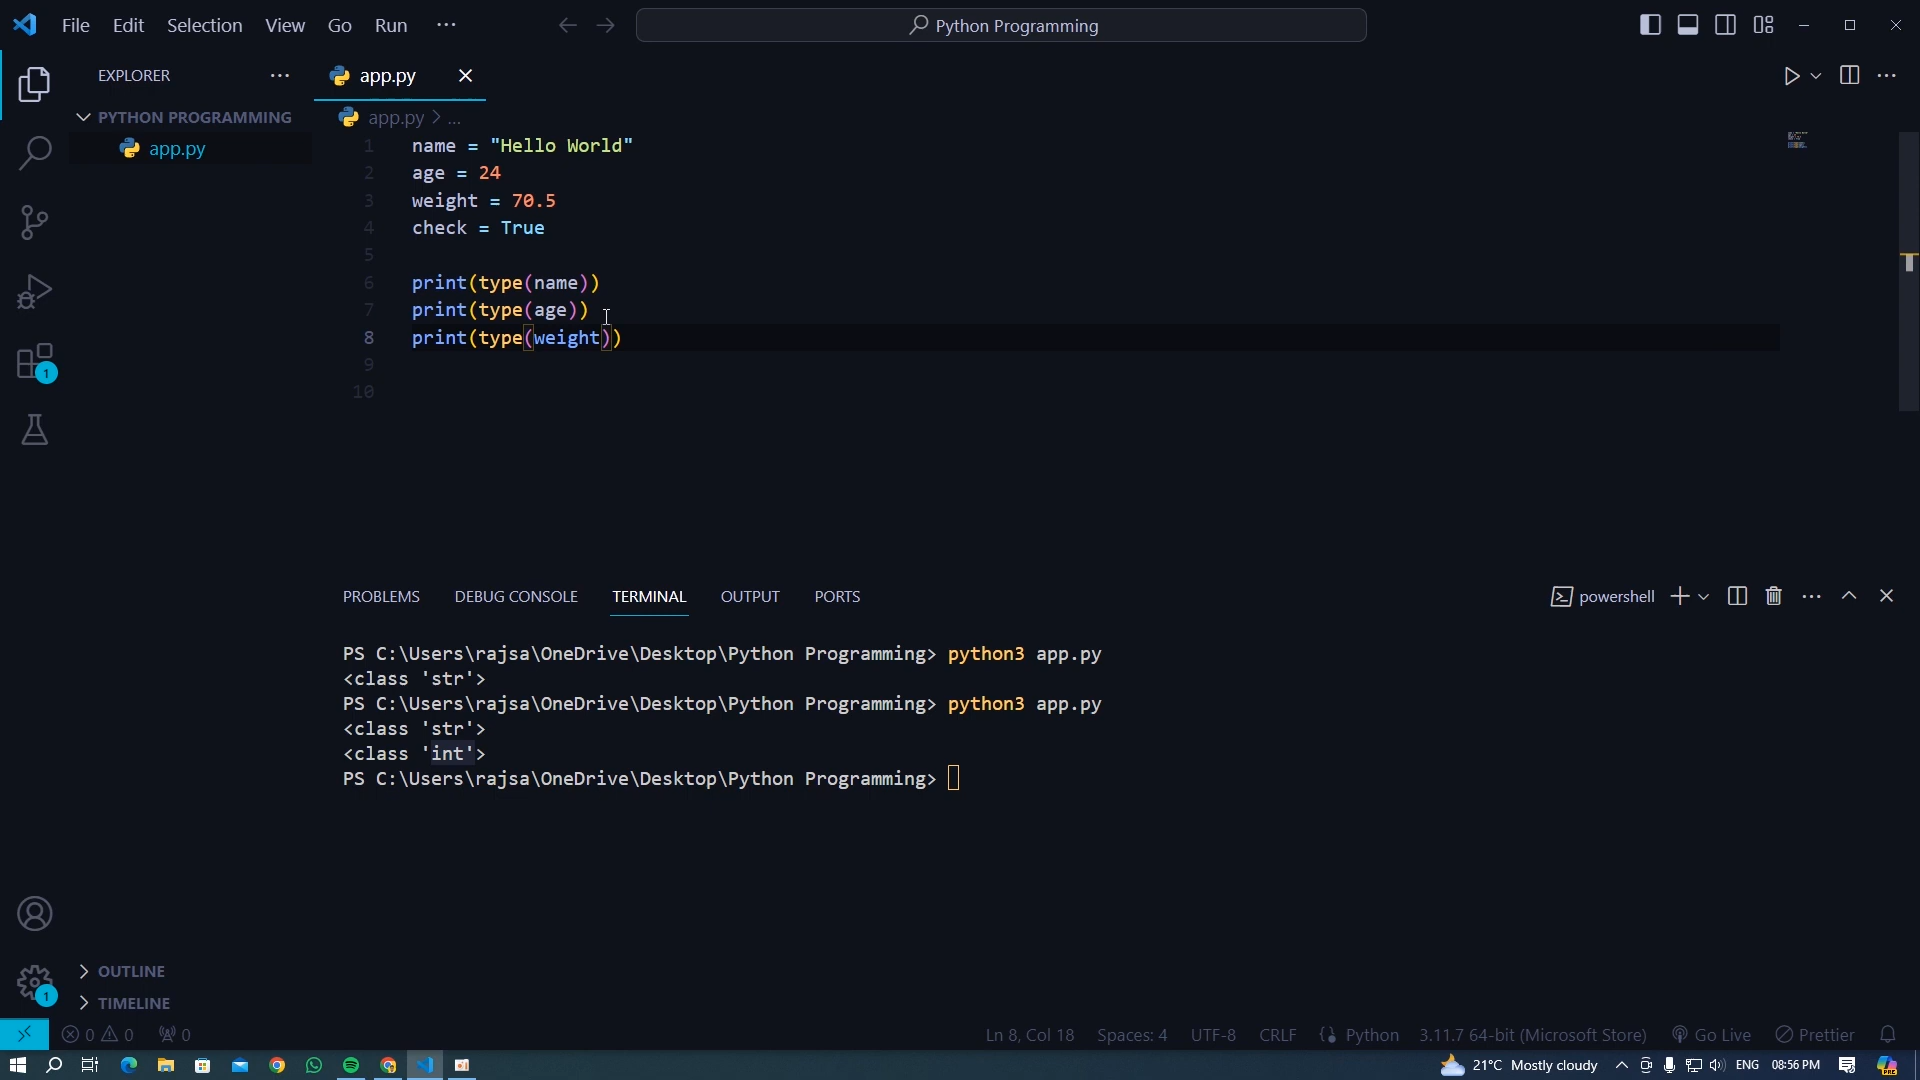 File Edit Selection View Go Run ···
Python Programming
EXPLORER ···
app.py
PYTHON PROGRAMMING
app.py
app.py > ...
1 name = "Hello World"
2 age = 24
3 weight = 70.5
4 check = True
5
6 print(type(name))
7 print(type(age))
8 print(type(weight))
9
10
1
PROBLEMS DEBUG CONSOLE TERMINAL OUTPUT PORTS
powershell
PS C:\Users\rajsa\OneDrive\Desktop\Python Programming> python3 app.py
<class 'str'>
PS C:\Users\rajsa\OneDrive\Desktop\Python Programming> python3 app.py
<class 'str'>
<class 'int'>
PS C:\Users\rajsa\OneDrive\Desktop\Python Programming>
OUTLINE
1
TIMELINE
0 0 0
Ln 8, Col 18 Spaces: 4 UTF-8 CRLF Python 3.11.7 64-bit (Microsoft Store) Go Live Prettier
21°C Mostly cloudy ENG 08:56 PM
PRE